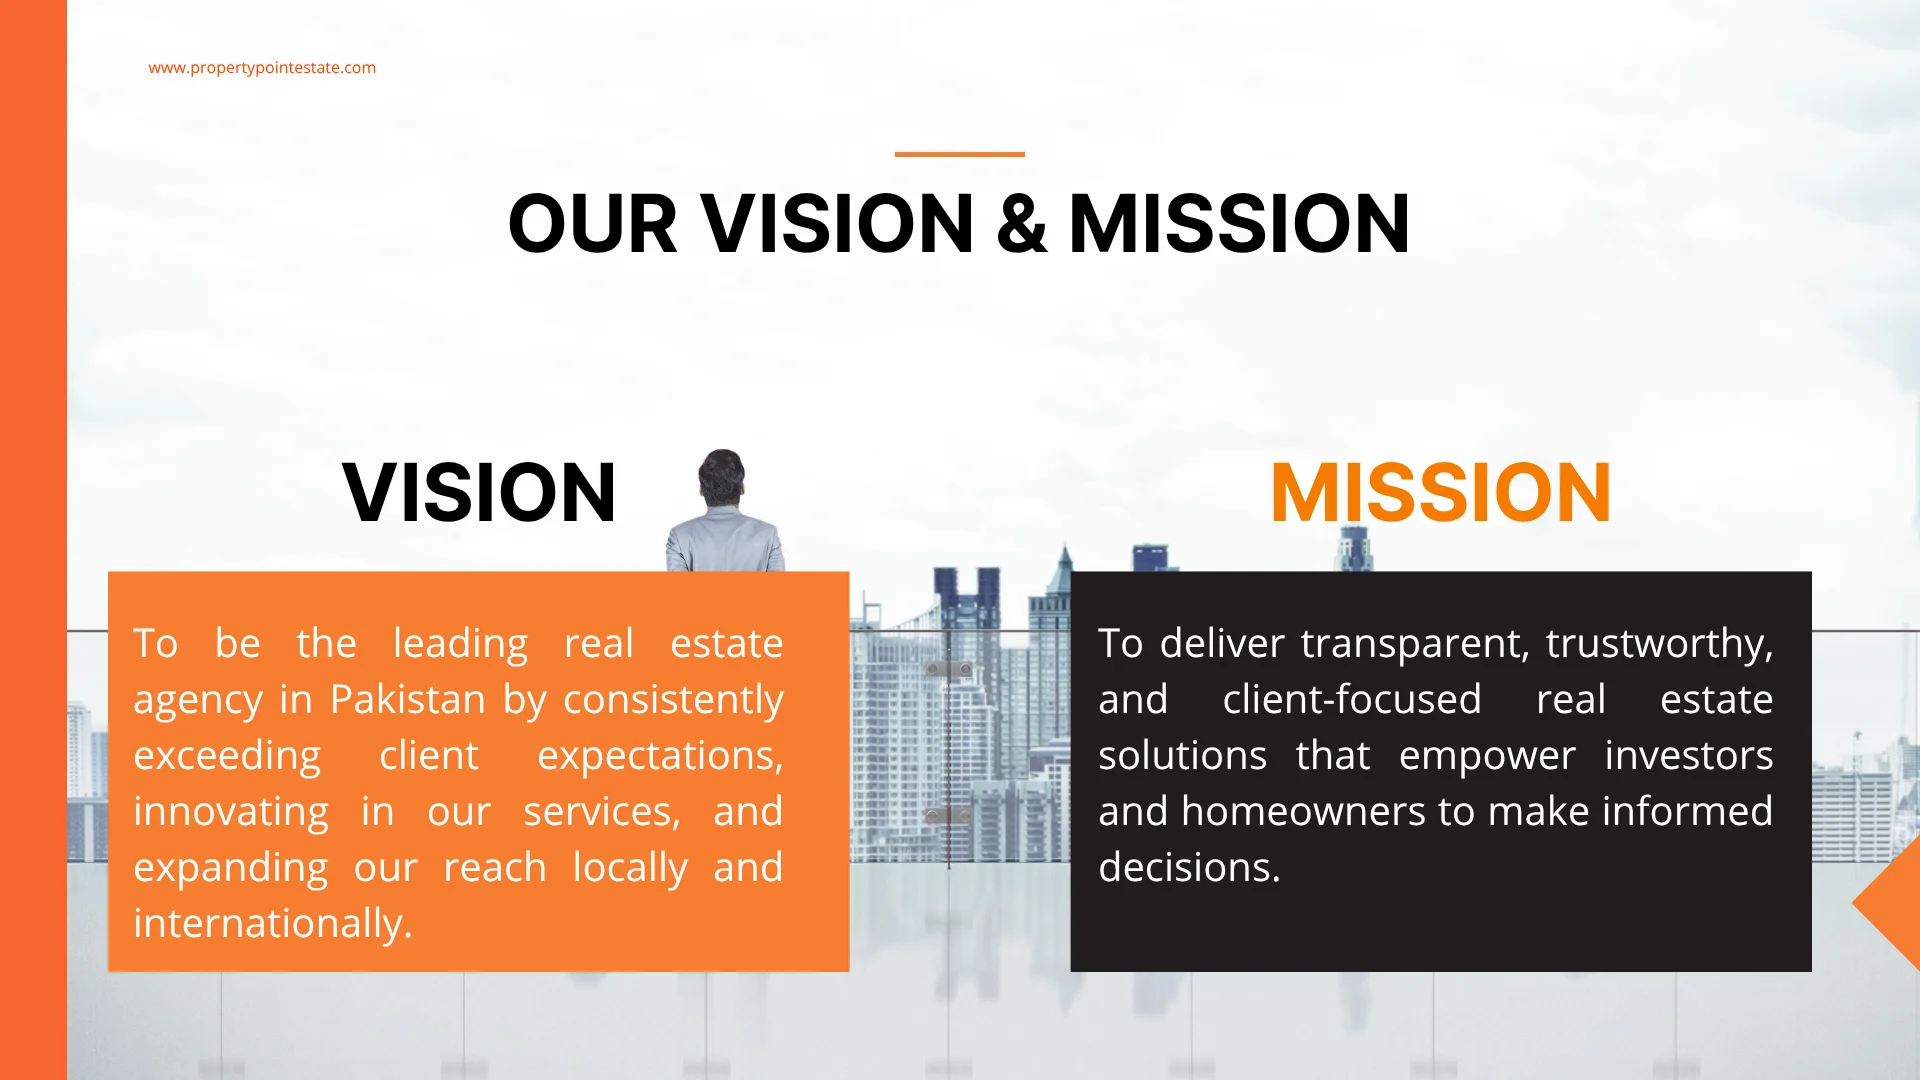 www.propertypointestate.com
OUR VISION & MISSION
VISION
To be the leading real estate
agency in Pakistan by consistently
exceeding client expectations,
innovating in our services, and
expanding our reach locally and
internationally.
MISSION
To deliver transparent, trustworthy,
and client-focused real estate
solutions that empower investors
and homeowners to make informed
decisions.